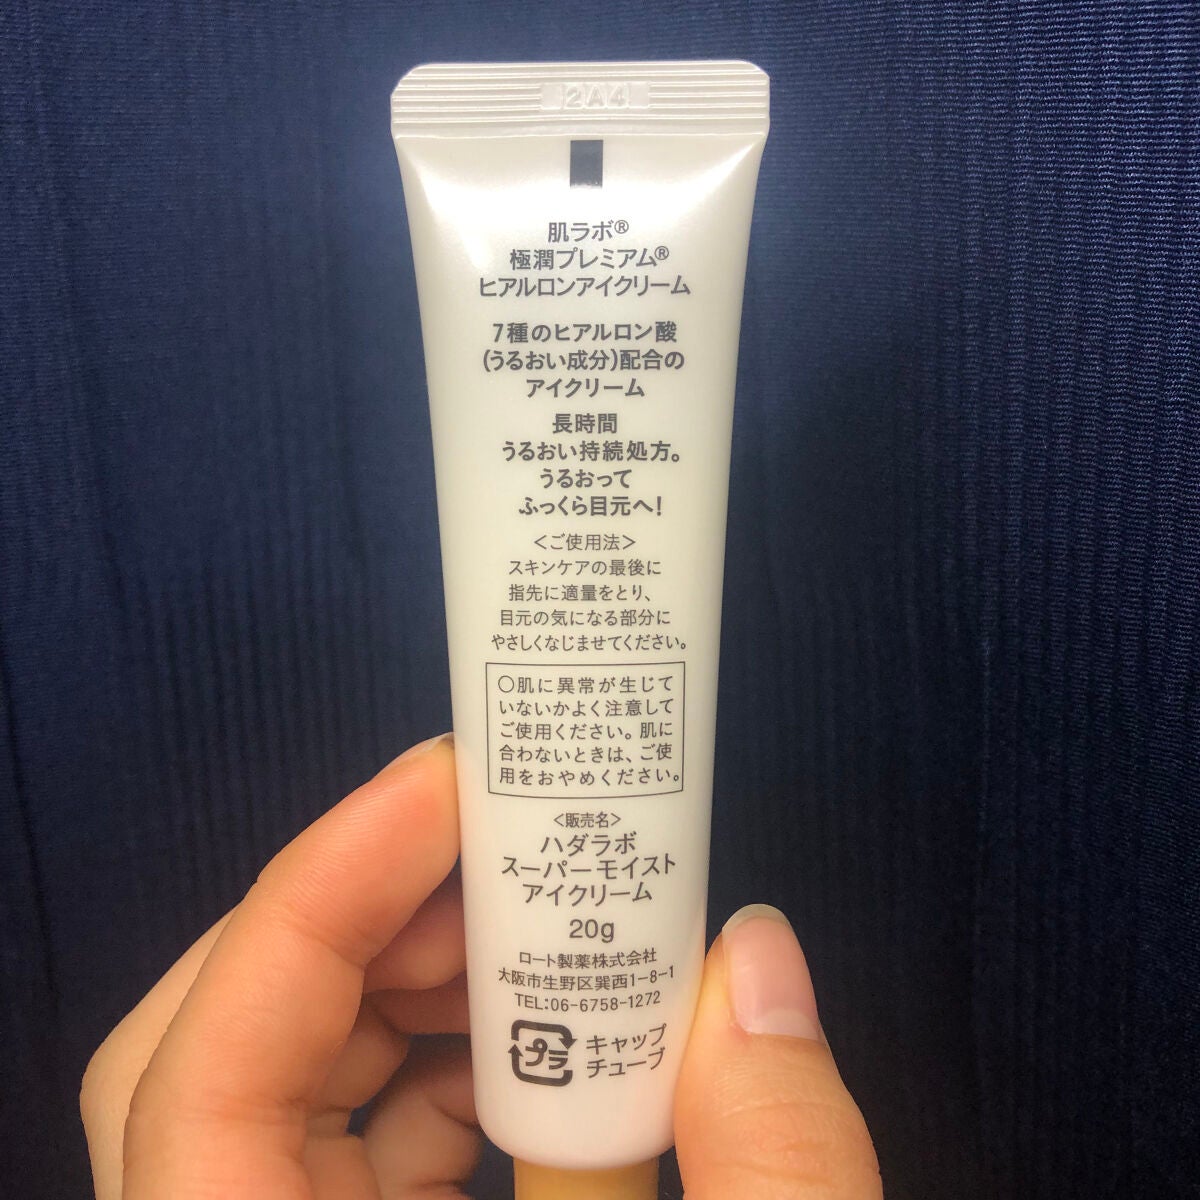 2A4
肌ラボ®
極潤プレミアム®
ヒアルロンアイクリーム
7種のヒアルロン酸
(うるおい成分)配合の
アイクリーム
長時間
うるおい持続処方。
うるおって
ふっくら目元へ!
<ご使用法>
スキンケアの最後に
指先に適量をとり、
目元の気になる部分に
やさしくなじませてください。
○肌に異常が生じて
いないかよく注意して
ご使用ください。肌に
合わないときは、ご使
用をおやめください。
<販売名>
ハダラボ
スーパーモイスト
アイクリーム
20g
ロート製薬株式会社
大阪市生野区巽西1-8-1
TEL:06-6758-1272
プラ
キャップ
チューブ